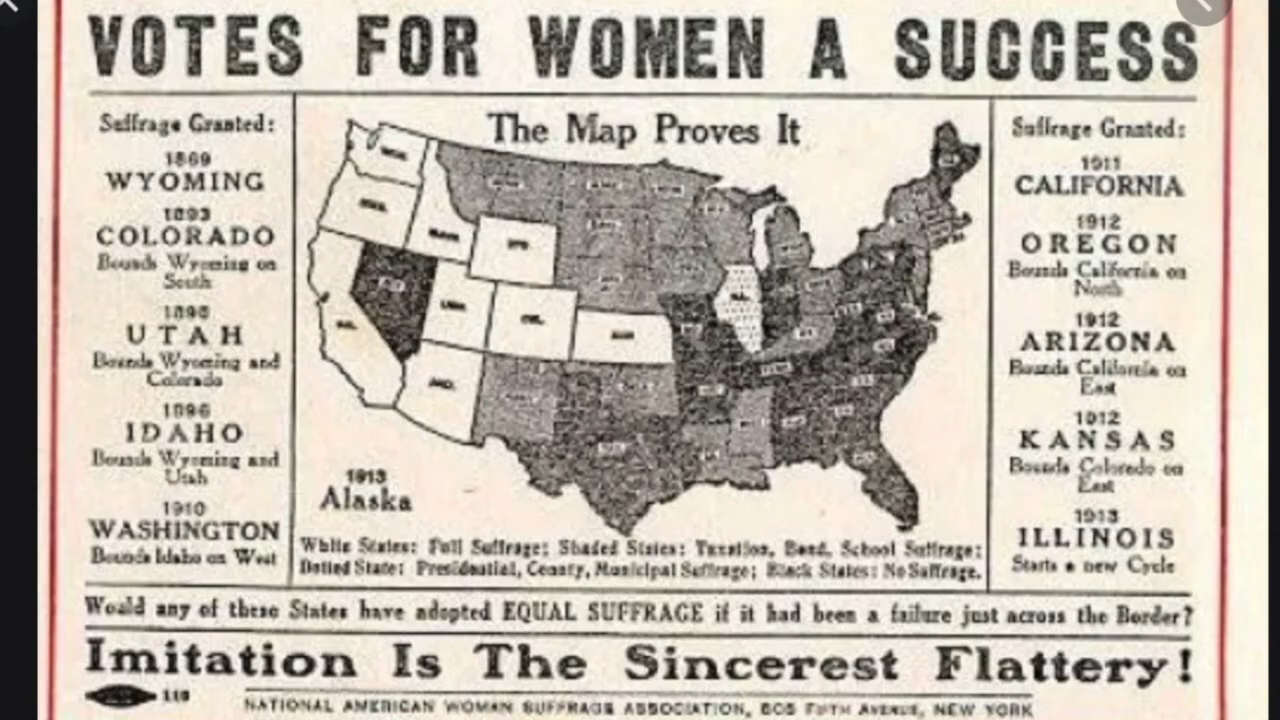 VOTES FOR WOMEN A SUCCESS
The Map Proves It
Suffrage Granted:
1869
WYOMING
1893
COLORADO
Bounds Wyoming on
South
1896
UTAH
Bounds Wyoming and
Colorado
1896
IDAHO
Bounds Wyoming and
Utah
1910
WASHINGTON
Bounds Idaho on West
1913
Alaska
White States: Full Suffrage; Shaded States: Taxation, Bond, School Suffrage;
Dotted State: Presidential, County, Municipal Suffrage; Black States: No Suffrage.
Suffrage Granted:
1911
CALIFORNIA
1912
OREGON
Bounds California on
North
1912
ARIZONA
Bounds California on
East
1912
KANSAS
Bounds Colorado on
East
1913
ILLINOIS
Starts a new Cycle
Would any of these States have adopted EQUAL SUFFRAGE if it had been a failure just across the Border?
Imitation Is The Sincerest Flattery!
NATIONAL AMERICAN WOMAN SUFFRAGE ASSOCIATION, 505 FIFTH AVENUE, NEW YORK